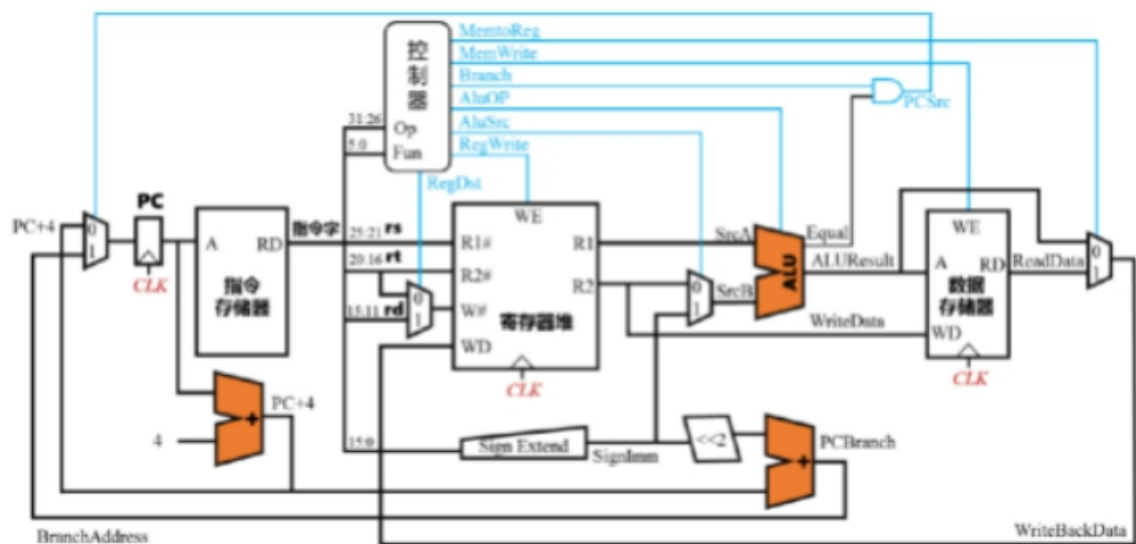 MemtoReg
MemWrite
Branch
AluOP
AluSrc
RegWrite
RegDst
PCSrc
控制器
31:26
Op
5:0
Fun
PC+4
0
1
PC
CLK
A
RD
指令
存储器
指令字
25:21 rs
20:16 rt
15:11 rd
0
1
WE
R1#
R2#
W#
WD
R1
R2
寄存器堆
CLK
0
1
SrcA
SrcB
ALU
Equal
ALUResult
WriteData
WE
A
RD
数据
存储器
WD
CLK
ReadData
0
1
4
+
PC+4
15:0
Sign Extend
SignImm
<<2
+
PCBranch
BranchAddress
WriteBackData